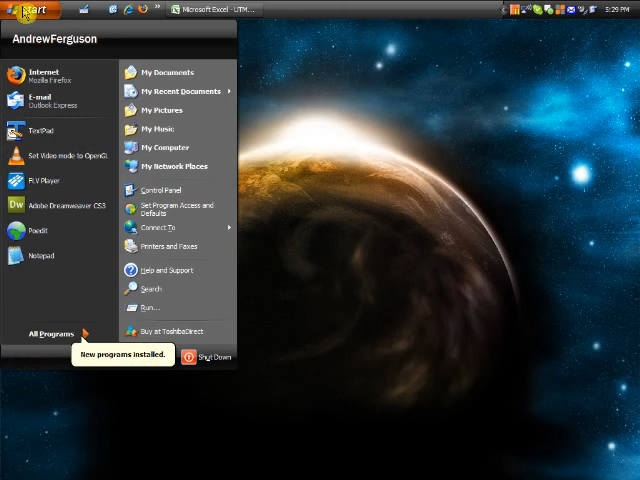 start
Microsoft Excel - UTM...
5:29 PM
AndrewFerguson
Internet
Mozilla Firefox
E-mail
Outlook Express
TextPad
Set Video mode to OpenGL
FLV Player
Dw
Adobe Dreamweaver CS3
Poedit
Notepad
All Programs
New programs installed.
My Documents
My Recent Documents
My Pictures
My Music
My Computer
My Network Places
Control Panel
Set Program Access and
Defaults
Connect To
Printers and Faxes
Help and Support
Search
Run...
Buy at ToshibaDirect
Shut Down